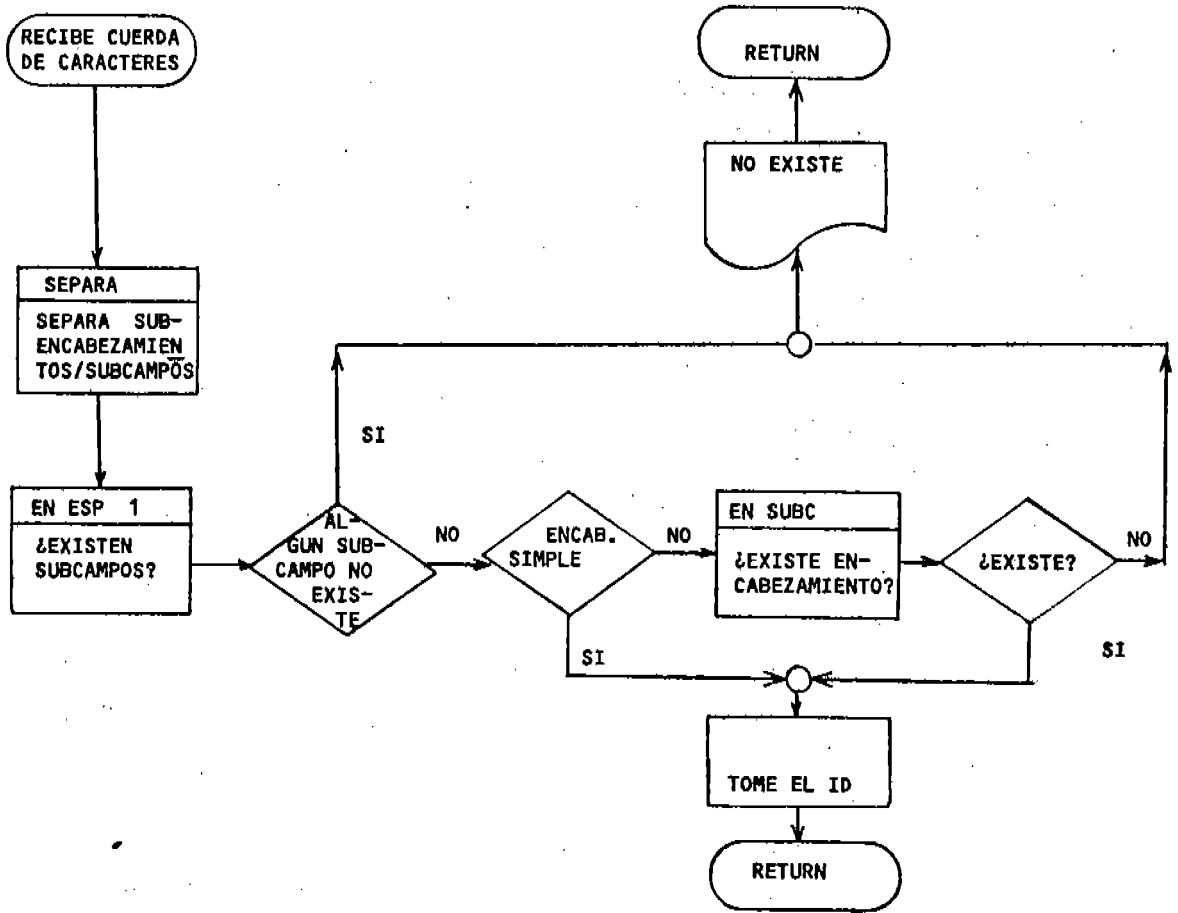 RECIBE CUERDA
DE CARACTERES
RETURN
NO EXISTE
SEPARA
SEPARA SUB-
ENCABEZAMIEN
TOS/SUBCAMPOS
SI
EN ESP 1
¿EXISTEN
SUBCAMPOS?
AL-
GUN SUB-
CAMPO NO
EXIS-
TE
NO
ENCAB.
SIMPLE
NO
EN SUBC
¿EXISTE EN-
CABEZAMIENTO?
¿EXISTE?
NO
SI
SI
TOME EL ID
RETURN